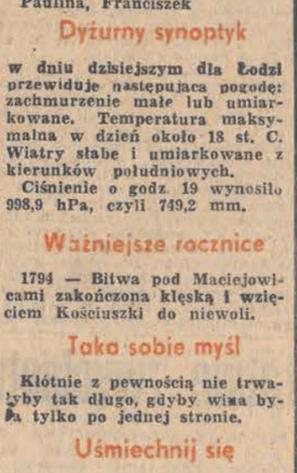 Paulina, Franciszek
Dyżurny synoptyk
w dniu dzisiejszym dla Łodzi
przewiduje następującą pogodę:
zachmurzenie małe lub umiar-
kowane. Temperatura maksy-
malna w dzień około 18 st. C.
Wiatry słabe i umiarkowane z
kierunków południowych.
Ciśnienie o godz. 19 wynosiło
998,9 hPa, czyli 749,2 mm.
Ważniejsze rocznice
1794 — Bitwa pod Maciejowi-
cami zakończona klęską i wzię-
ciem Kościuszki do niewoli.
Taka sobie myśl
Kłótnie z pewnością nie trwa-
łyby tak długo, gdyby wina by-
ła tylko po jednej stronie.
Uśmiechnij się